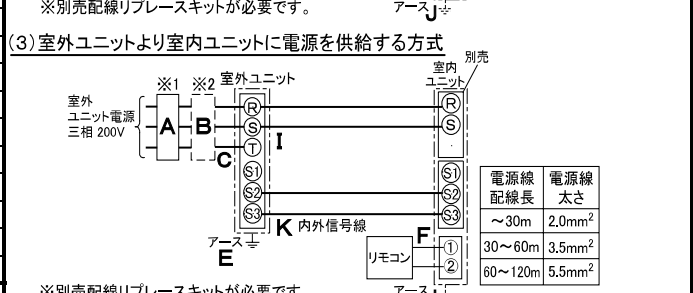 ※別売配線リプレースキットが必要です。
アース J
(3)室外ユニットより室内ユニットに電源を供給する方式
※1 ※2 室外ユニット
室内ユニット
別売
室外
ユニット電源
三相 200V
A B C
R R
S S
T
I
S1 S1
S2 S2
S3 S3
K 内外信号線
アース
E
F
リモコン
①
②
電源線配線長 電源線太さ
~30m 2.0mm²
30~60m 3.5mm²
60~120m 5.5mm²
※別売配線リプレースキットが必要です
アース